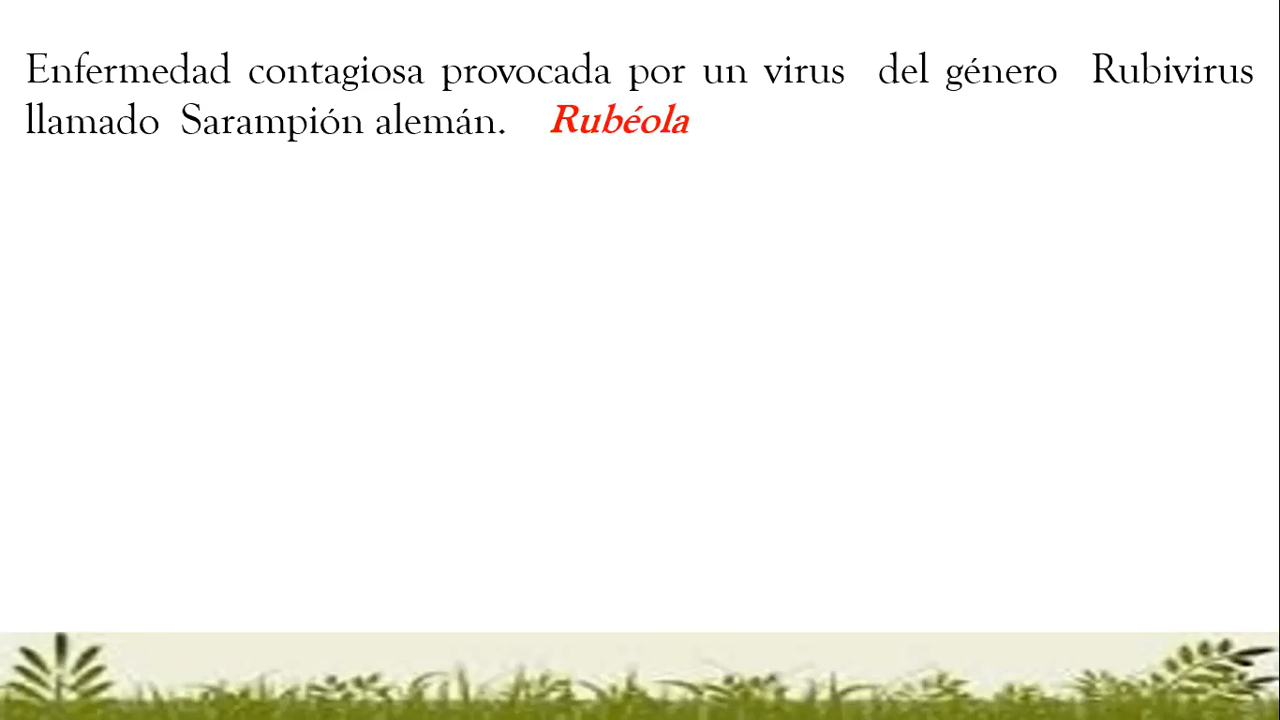 Enfermedad contagiosa provocada por un virus del género Rubivirus
llamado Sarampión alemán. Rubéola